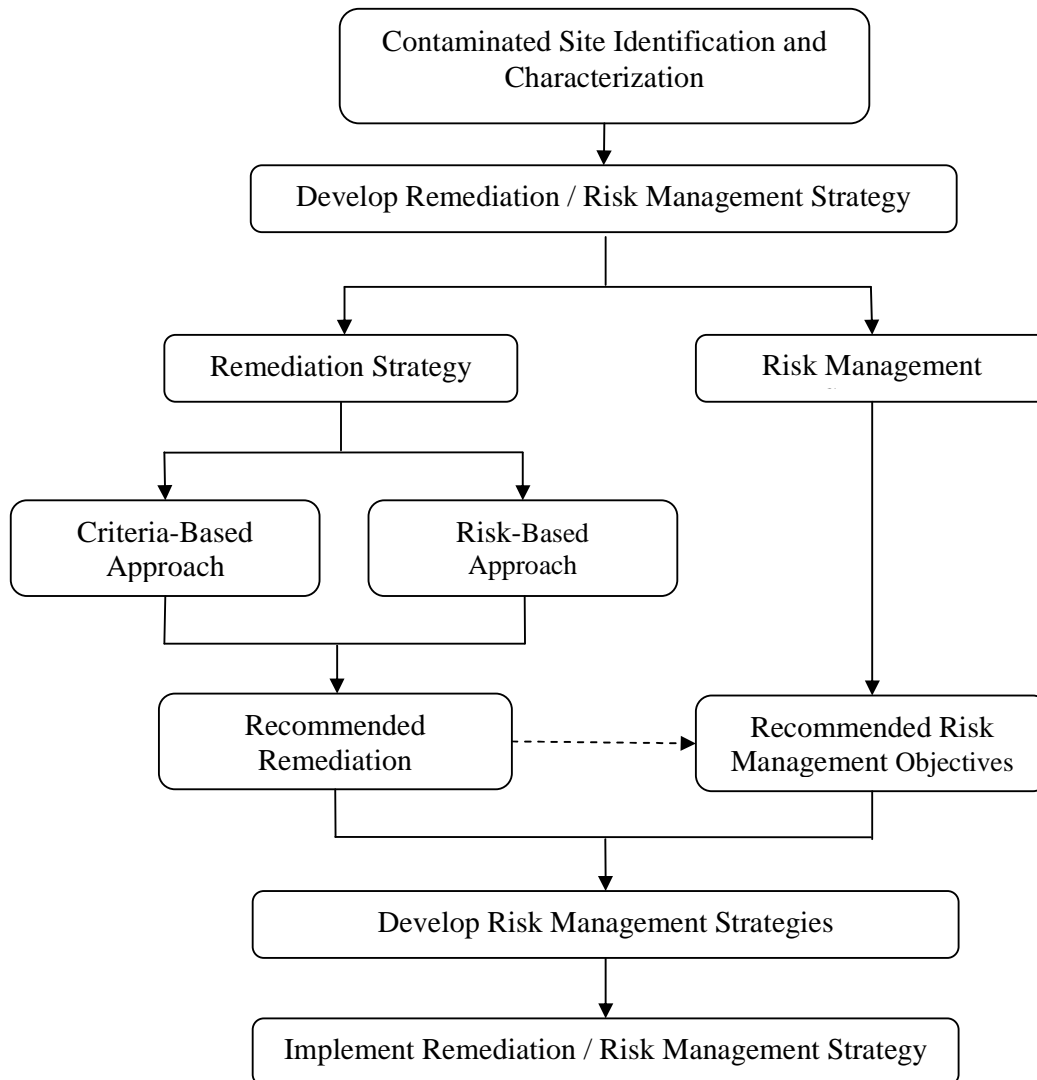 Contaminated Site Identification and
Characterization
Develop Remediation / Risk Management Strategy
Remediation Strategy
Risk Management
Criteria-Based
Approach
Risk-Based
Approach
Recommended
Remediation
Recommended Risk
Management Objectives
Develop Risk Management Strategies
Implement Remediation / Risk Management Strategy